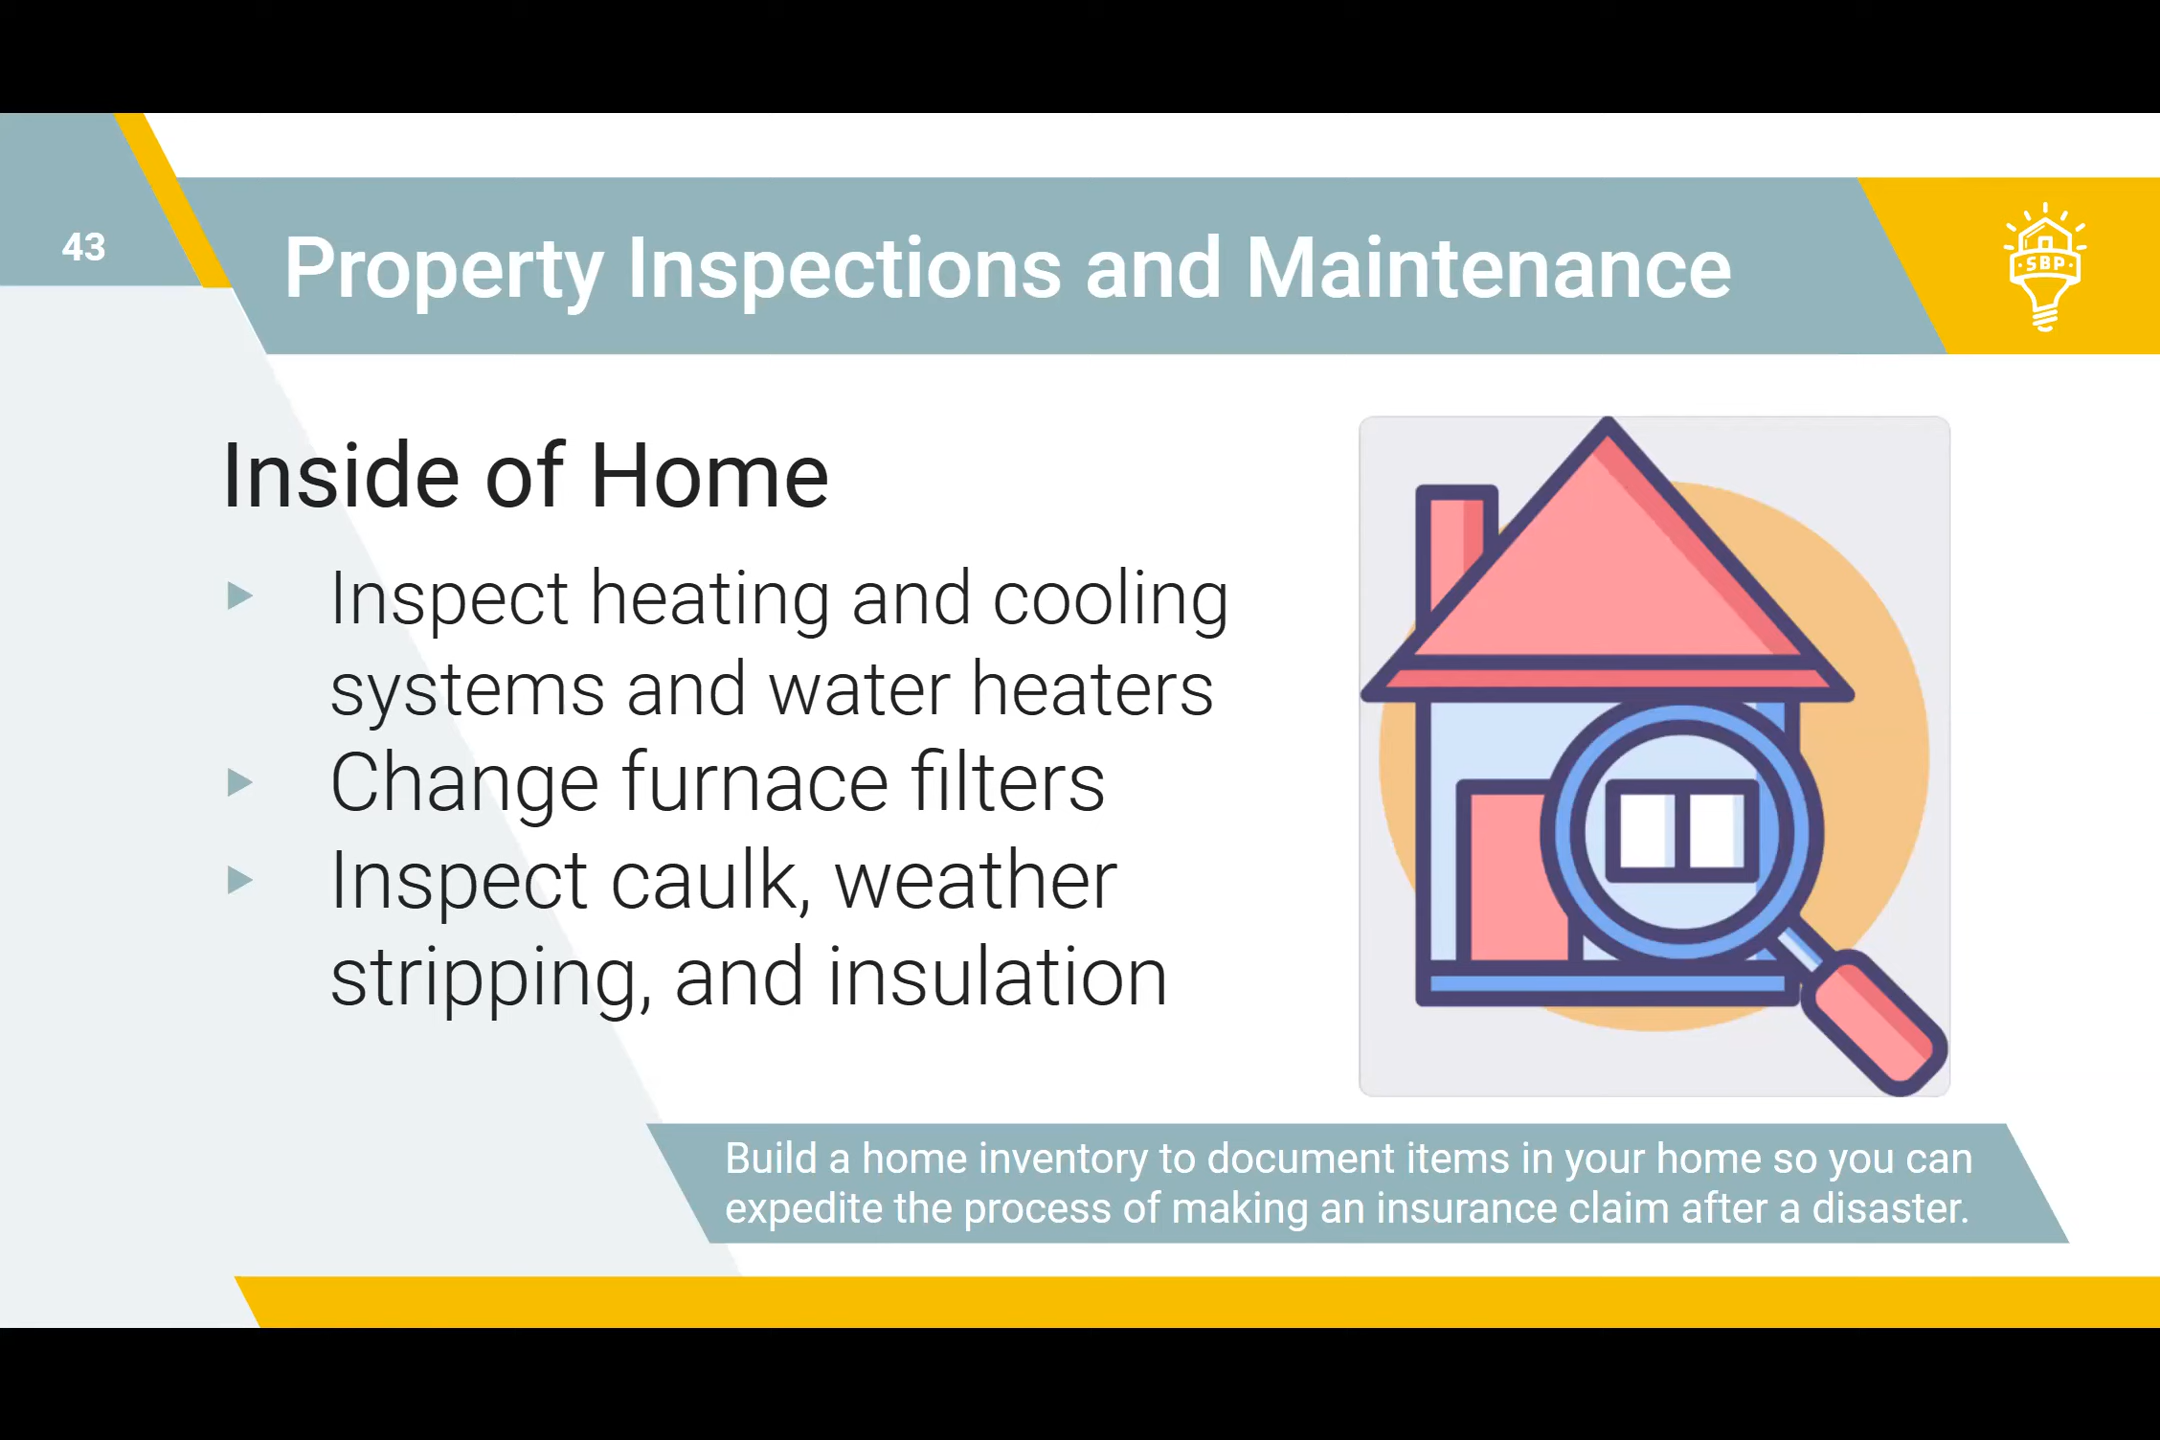 43
Property Inspections and Maintenance
SBP
Inside of Home
Inspect heating and cooling
systems and water heaters
Change furnace filters
Inspect caulk, weather
stripping, and insulation
Build a home inventory to document items in your home so you can
expedite the process of making an insurance claim after a disaster.